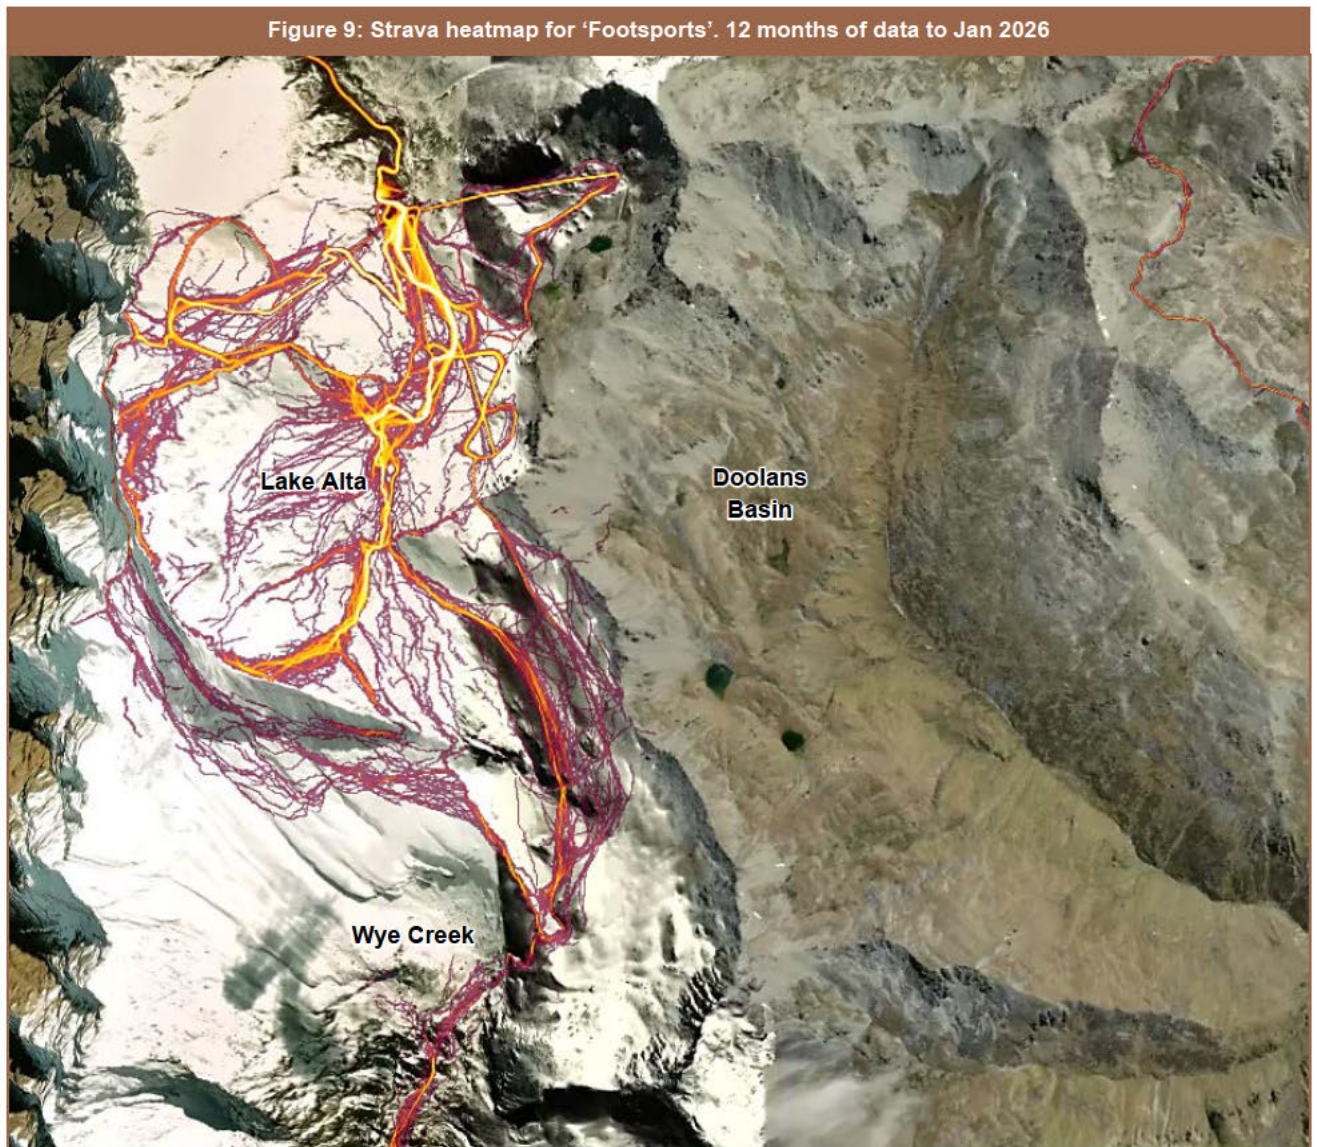 Figure 9: Strava heatmap for ‘Footsports’. 12 months of data to Jan 2026
Lake Alta
Doolans
Basin
Wye Creek